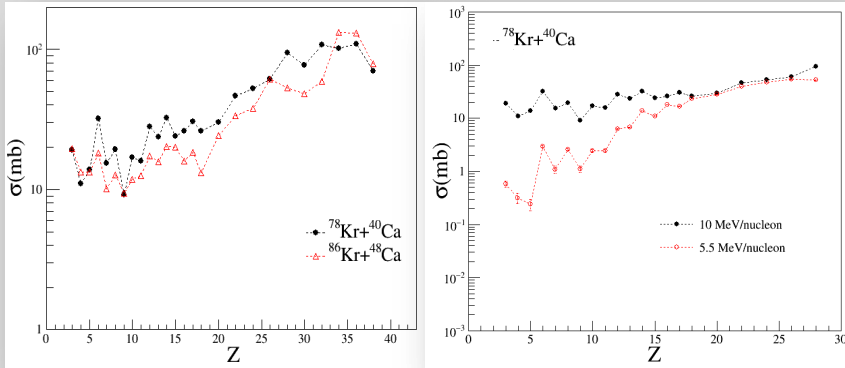 σ(mb)
10²
10
1
0 5 10 15 20 25 30 35 40
Z
⁷⁸Kr+⁴⁰Ca
⁸⁶Kr+⁴⁸Ca
σ(mb)
10³
10²
10
1
10⁻¹
10⁻²
10⁻³
0 5 10 15 20 25 30
Z
⁷⁸Kr+⁴⁰Ca
10 MeV/nucleon
5.5 MeV/nucleon